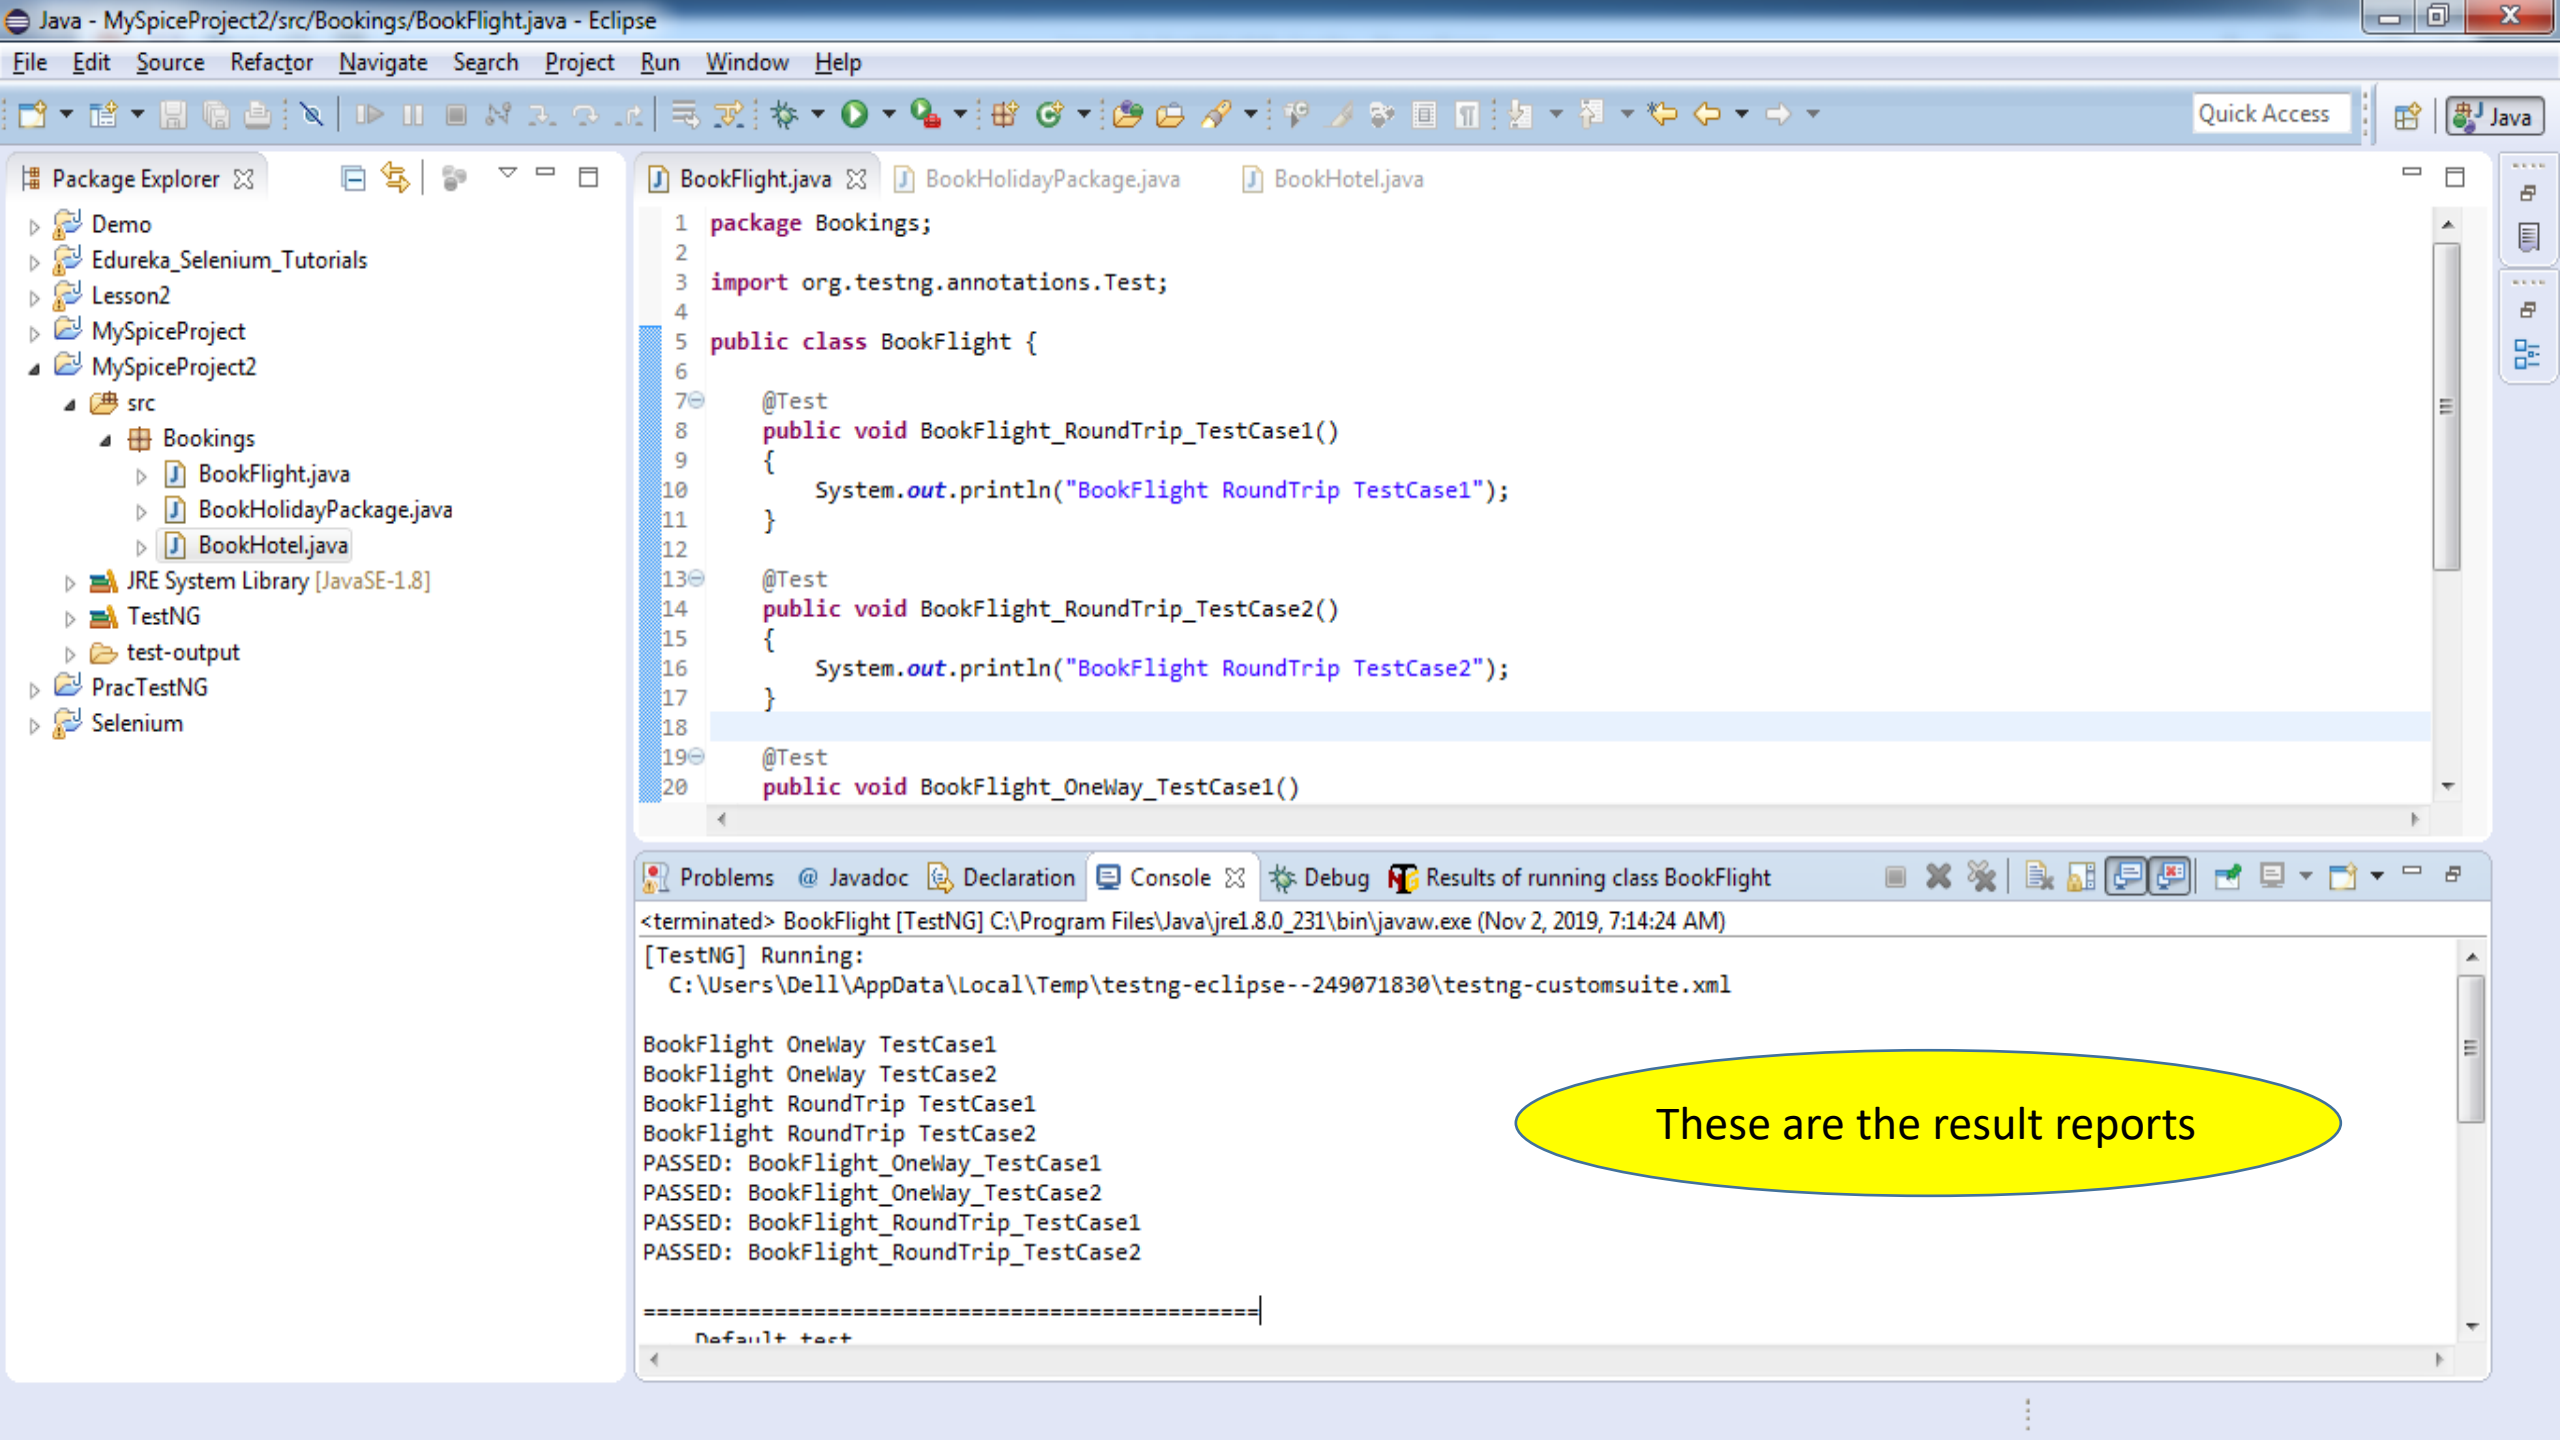 Java - MySpiceProject2/src/Bookings/BookFlight.java - Eclipse
File Edit Source Refactor Navigate Search Project Run Window Help
Quick Access
Java
Package Explorer
Demo
Edureka_Selenium_Tutorials
Lesson2
MySpiceProject
MySpiceProject2
src
Bookings
BookFlight.java
BookHolidayPackage.java
BookHotel.java
JRE System Library [JavaSE-1.8]
TestNG
test-output
PracTestNG
Selenium
BookFlight.java BookHolidayPackage.java BookHotel.java
1 package Bookings;
2
3 import org.testng.annotations.Test;
4
5 public class BookFlight {
6
7 @Test
8 public void BookFlight_RoundTrip_TestCase1()
9 {
10 System.out.println("BookFlight RoundTrip TestCase1");
11 }
12
13 @Test
14 public void BookFlight_RoundTrip_TestCase2()
15 {
16 System.out.println("BookFlight RoundTrip TestCase2");
17 }
18
19 @Test
20 public void BookFlight_OneWay_TestCase1()
Problems @ Javadoc Declaration Console Debug Results of running class BookFlight
<terminated> BookFlight [TestNG] C:\Program Files\Java\jre1.8.0_231\bin\javaw.exe (Nov 2, 2019, 7:14:24 AM)
[TestNG] Running:
C:\Users\Dell\AppData\Local\Temp\testng-eclipse--249071830\testng-customsuite.xml
BookFlight OneWay TestCase1
BookFlight OneWay TestCase2
BookFlight RoundTrip TestCase1
BookFlight RoundTrip TestCase2
PASSED: BookFlight_OneWay_TestCase1
PASSED: BookFlight_OneWay_TestCase2
PASSED: BookFlight_RoundTrip_TestCase1
PASSED: BookFlight_RoundTrip_TestCase2
===============================================
Default test
These are the result reports